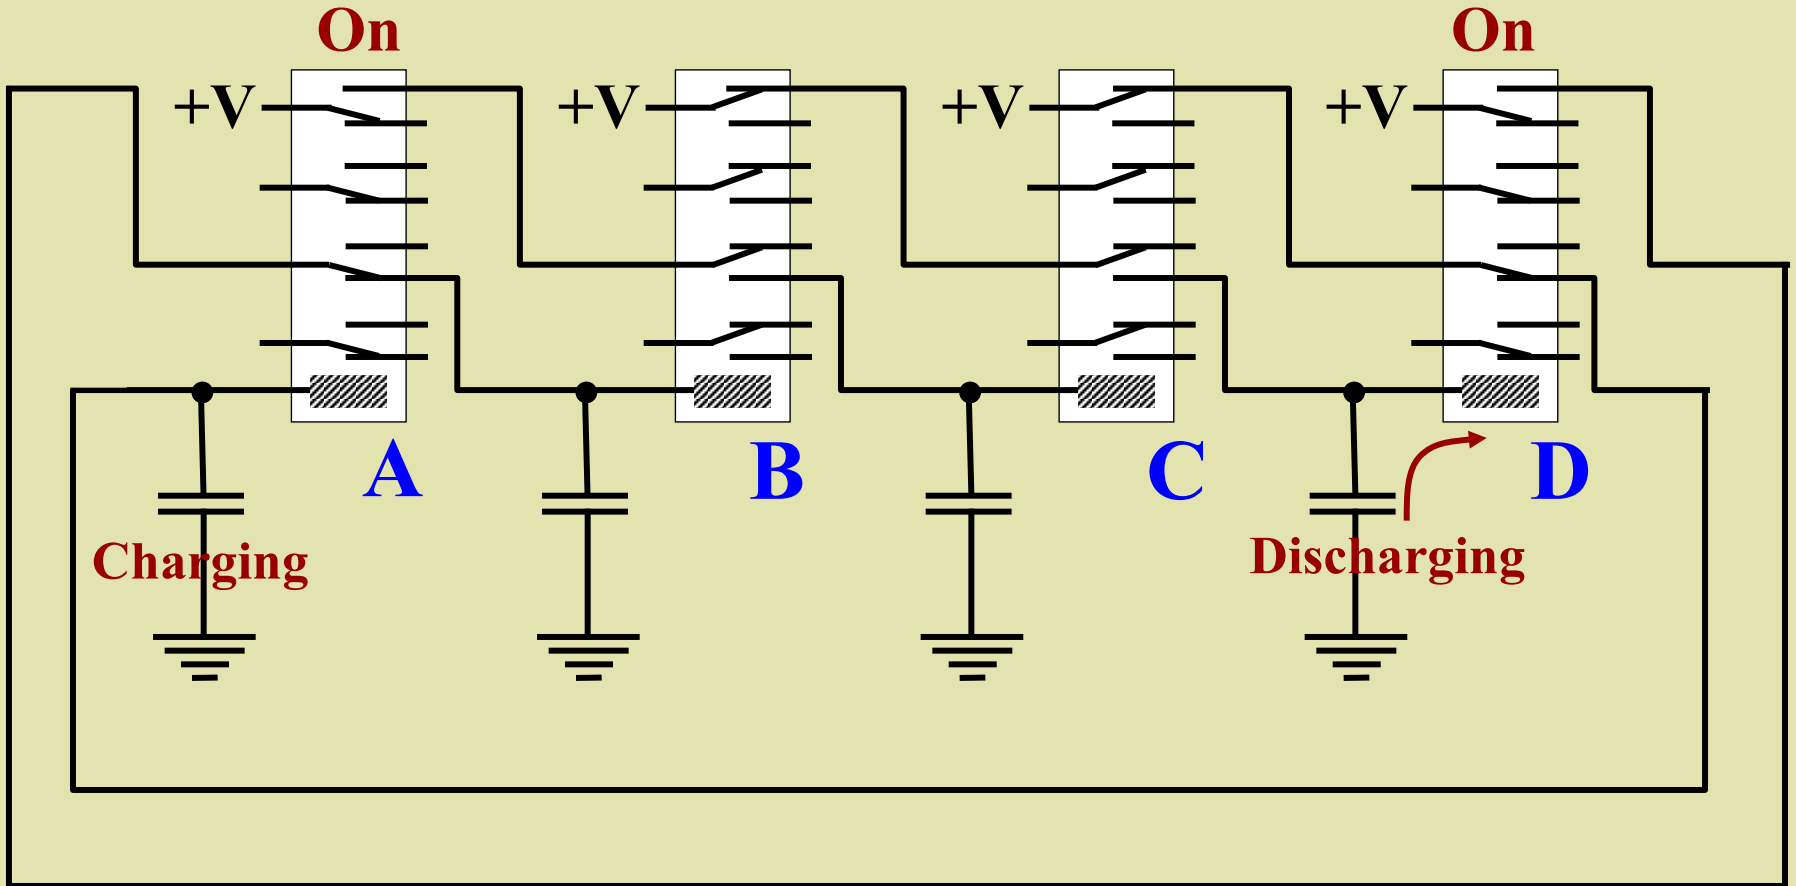 On
On
+V
+V
+V
+V
A
B
C
D
Charging
Discharging